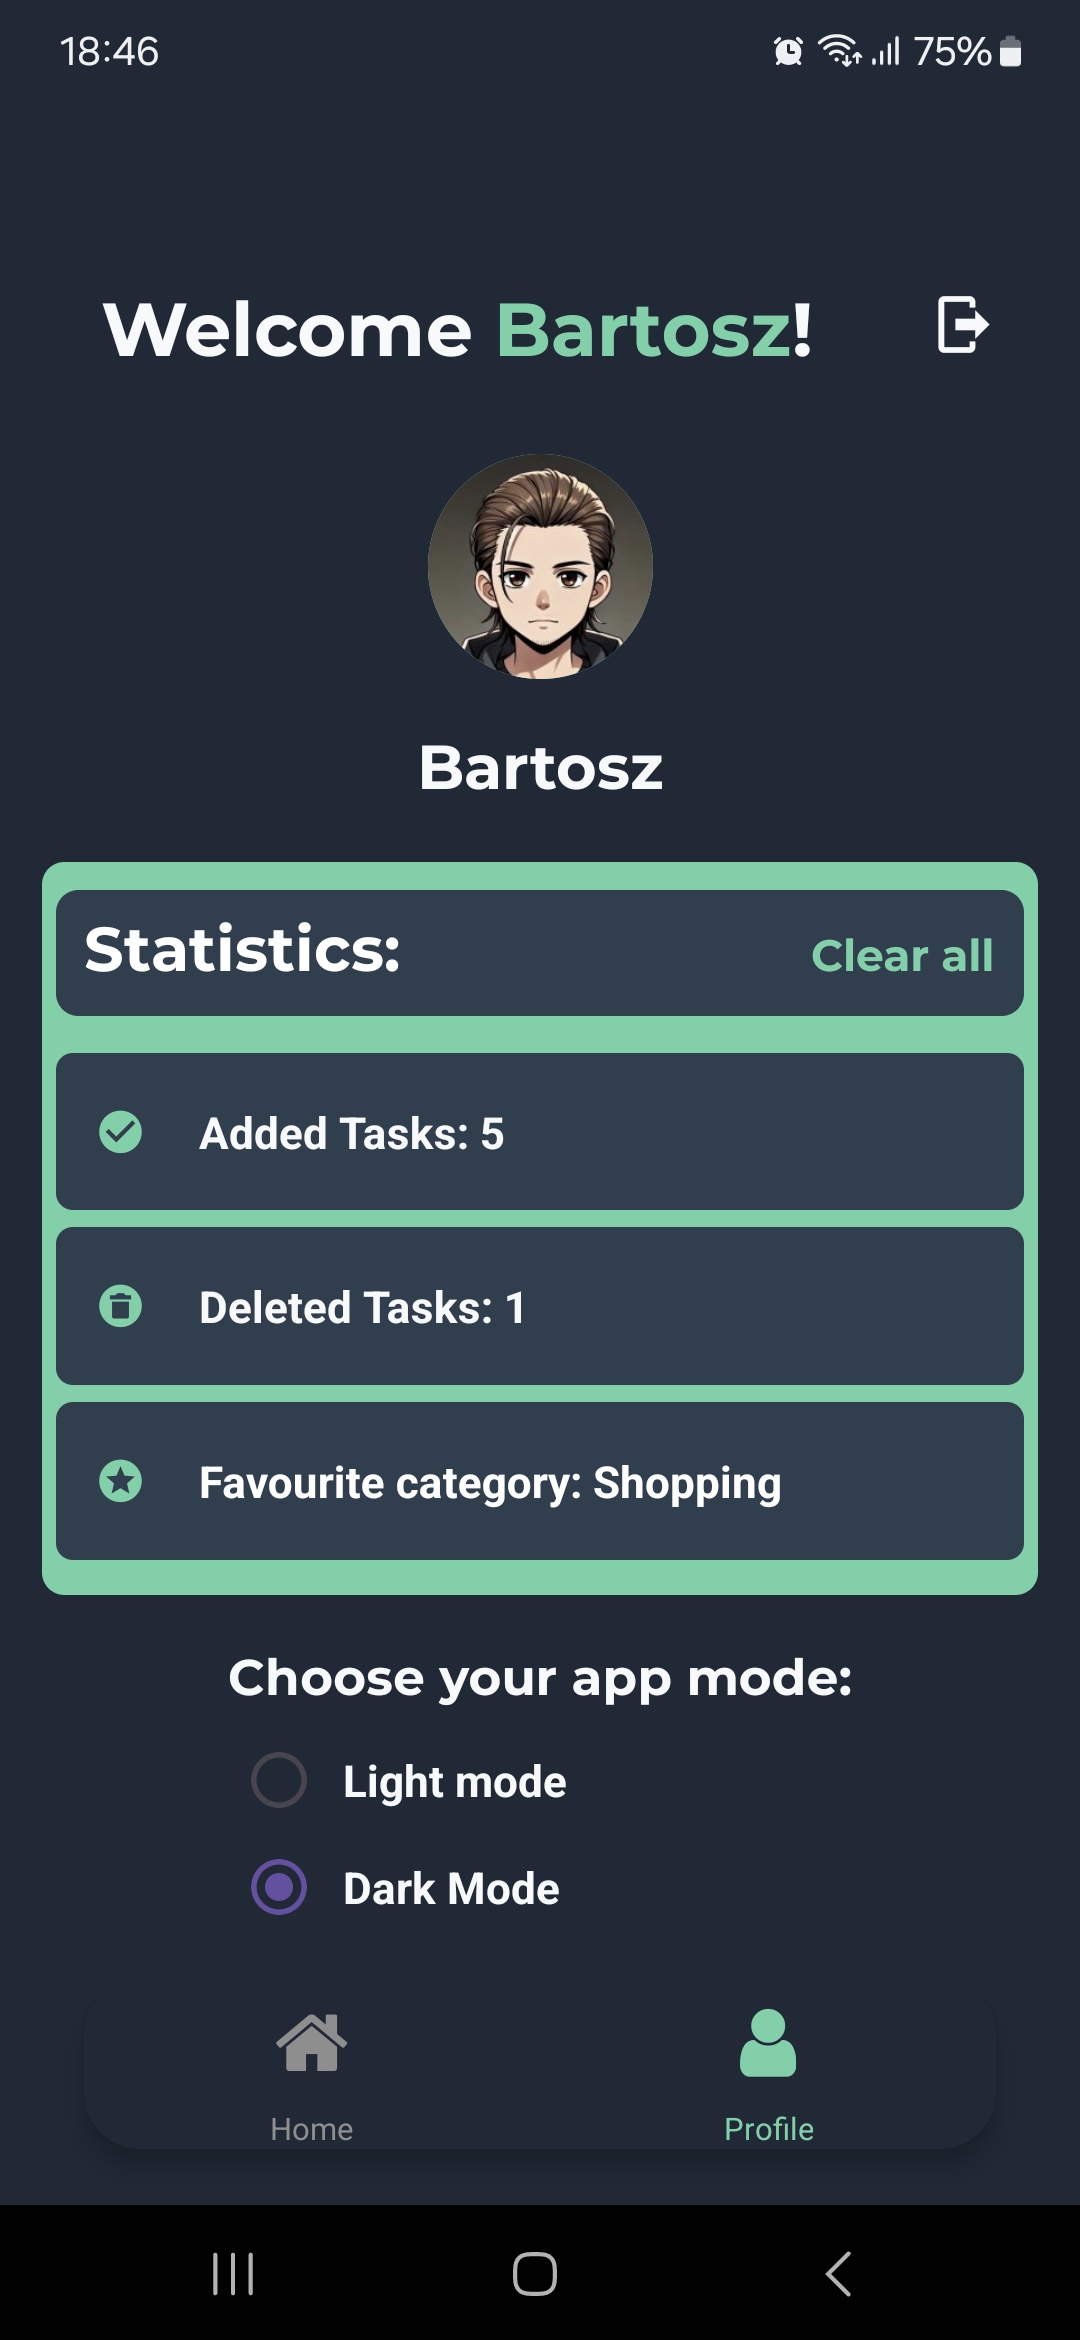 18:46
75%
Welcome Bartosz!
Bartosz
Statistics:
Clear all
Added Tasks: 5
Deleted Tasks: 1
Favourite category: Shopping
Choose your app mode:
Light mode
Dark Mode
Home
Profile